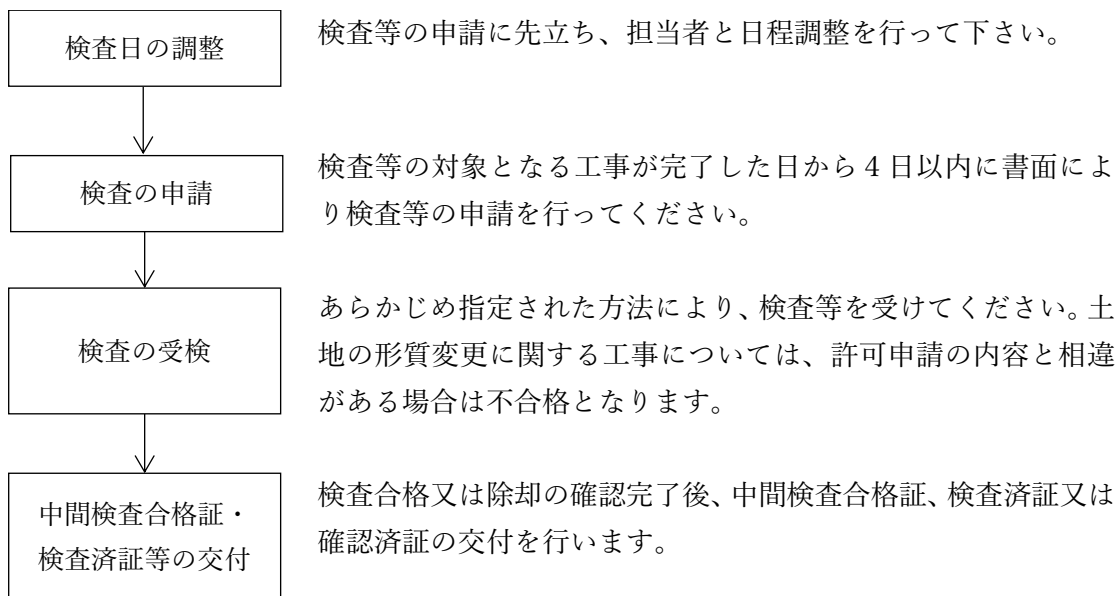 検査日の調整
検査等の申請に先立ち、担当者と日程調整を行って下さい。
検査の申請
検査等の対象となる工事が完了した日から４日以内に書面によ
り検査等の申請を行ってください。
検査の受検
あらかじめ指定された方法により、検査等を受けてください。土
地の形質変更に関する工事については、許可申請の内容と相違
がある場合は不合格となります。
中間検査合格証・
検査済証等の交付
検査合格又は除却の確認完了後、中間検査合格証、検査済証又は
確認済証の交付を行います。